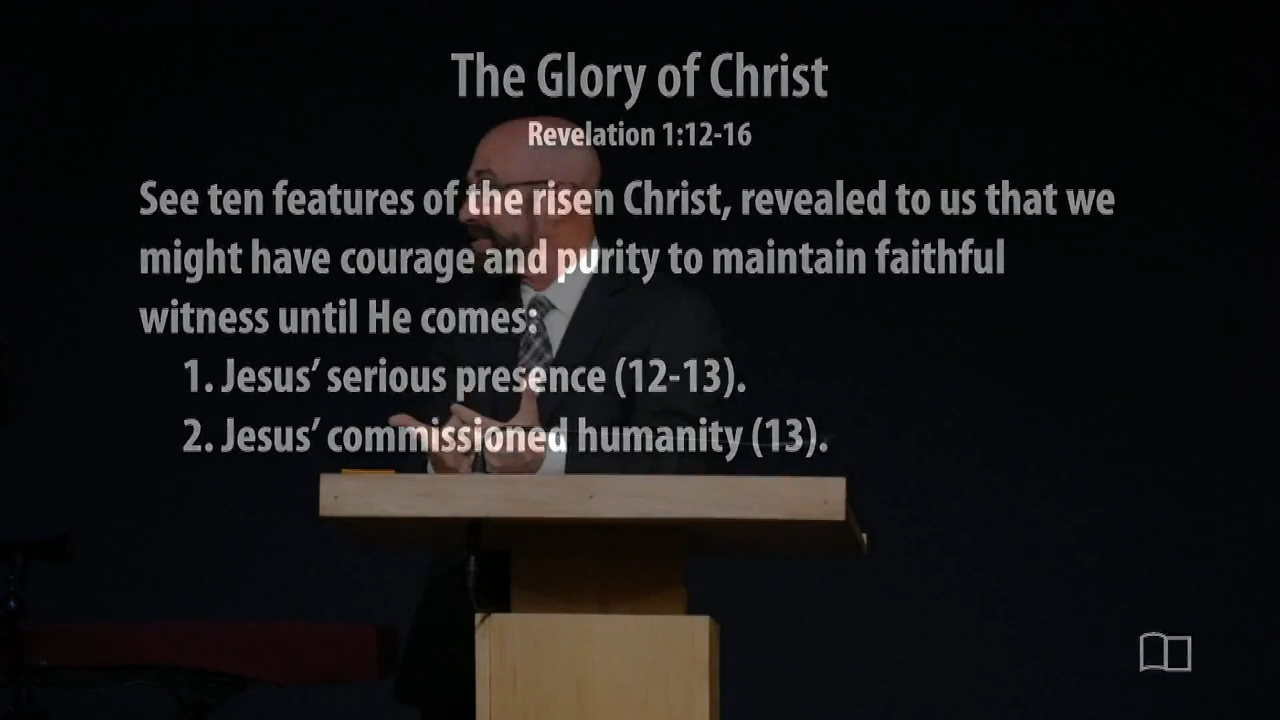 The Glory of Christ
Revelation 1:12-16
See ten features of the risen Christ, revealed to us that we
might have courage and purity to maintain faithful
witness until He comes:
1. Jesus’ serious presence (12-13).
2. Jesus’ commissioned humanity (13).